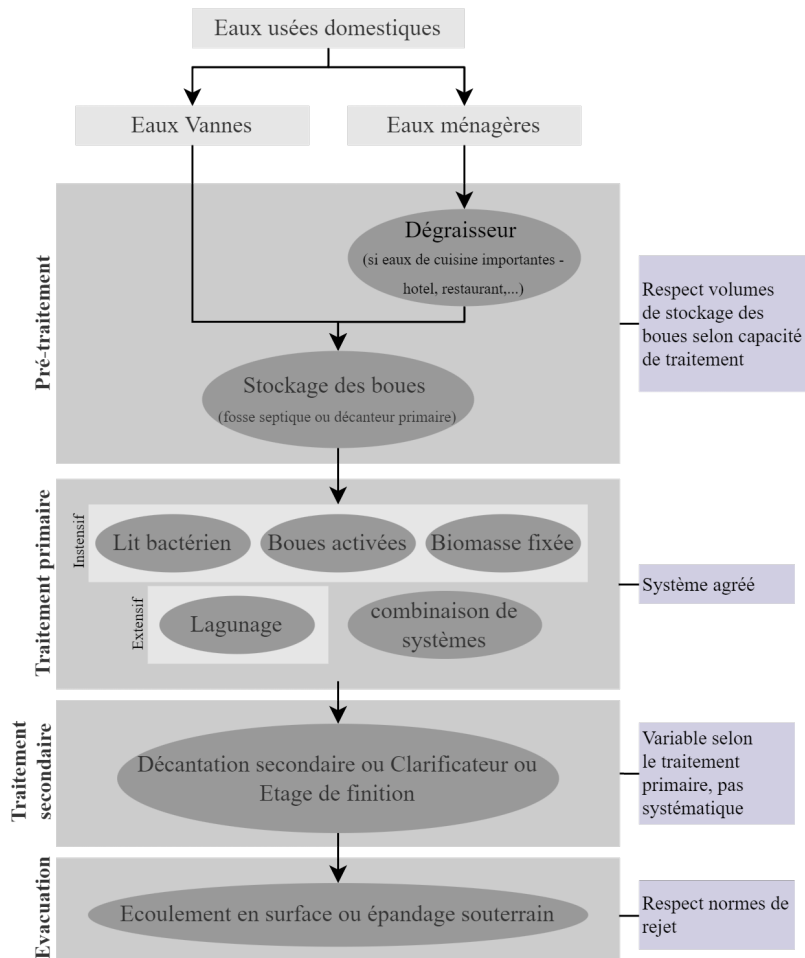 Eaux usées domestiques
Eaux Vannes
Eaux ménagères
Pré-traitement
Dégraisseur
(si eaux de cuisine importantes -
hotel, restaurant,...)
Stockage des boues
(fosse septique ou décanteur primaire)
Respect volumes
de stockage des
boues selon capacité
de traitement
Traitement primaire
Instensif
Lit bactérien
Boues activées
Biomasse fixée
Extensif
Lagunage
combinaison de
systèmes
Système agréé
Traitement
secondaire
Décantation secondaire ou Clarificateur ou
Etage de finition
Variable selon
le traitement
primaire, pas
systématique
Evacuation
Ecoulement en surface ou épandage souterrain
Respect normes de
rejet